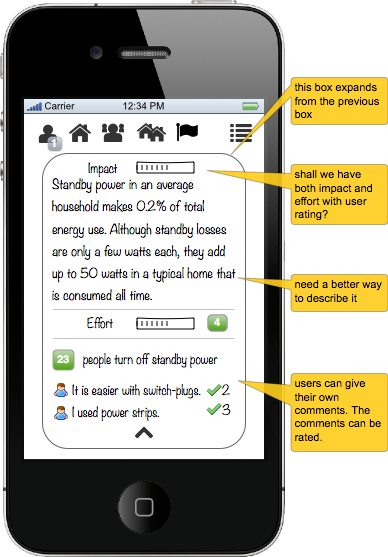 Carrier 12:34 PM
1
Impact
Standby power in an average
household makes 0.2% of total
energy use. Although standby losses
are only a few watts each, they add
up to 50 watts in a typical home that
is consumed all time.
Effort 4
23 people turn off standby power
It is easier with switch-plugs. 2
I used power strips. 3
this box expands
from the previous
box
shall we have
both impact and
effort with user
rating?
need a better way
to describe it
users can give
their own
comments. The
comments can be
rated.